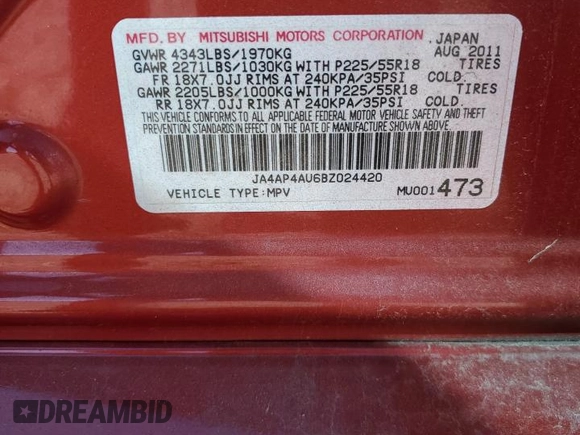 MFD. BY MITSUBISHI MOTORS CORPORATION JAPAN
GVWR 4343LBS/1970KG AUG 2011
GAWR 2271LBS/1030KG WITH P225/55R18 TIRES
FR 18X7.0JJ RIMS AT 240KPA/35PSI COLD.
GAWR 2205LBS/1000KG WITH P225/55R18 TIRES
RR 18X7.0JJ RIMS AT 240KPA/35PSI COLD.
THIS VEHICLE CONFORMS TO ALL APPLICABLE FEDERAL MOTOR VEHICLE SAFETY AND THEFT
PREVENTION STANDARDS IN EFFECT ON THE DATE OF MANUFACTURE SHOWN ABOVE.
JA4AP4AU6BZ024420
VEHICLE TYPE:MPV MU001473
DREAMBID